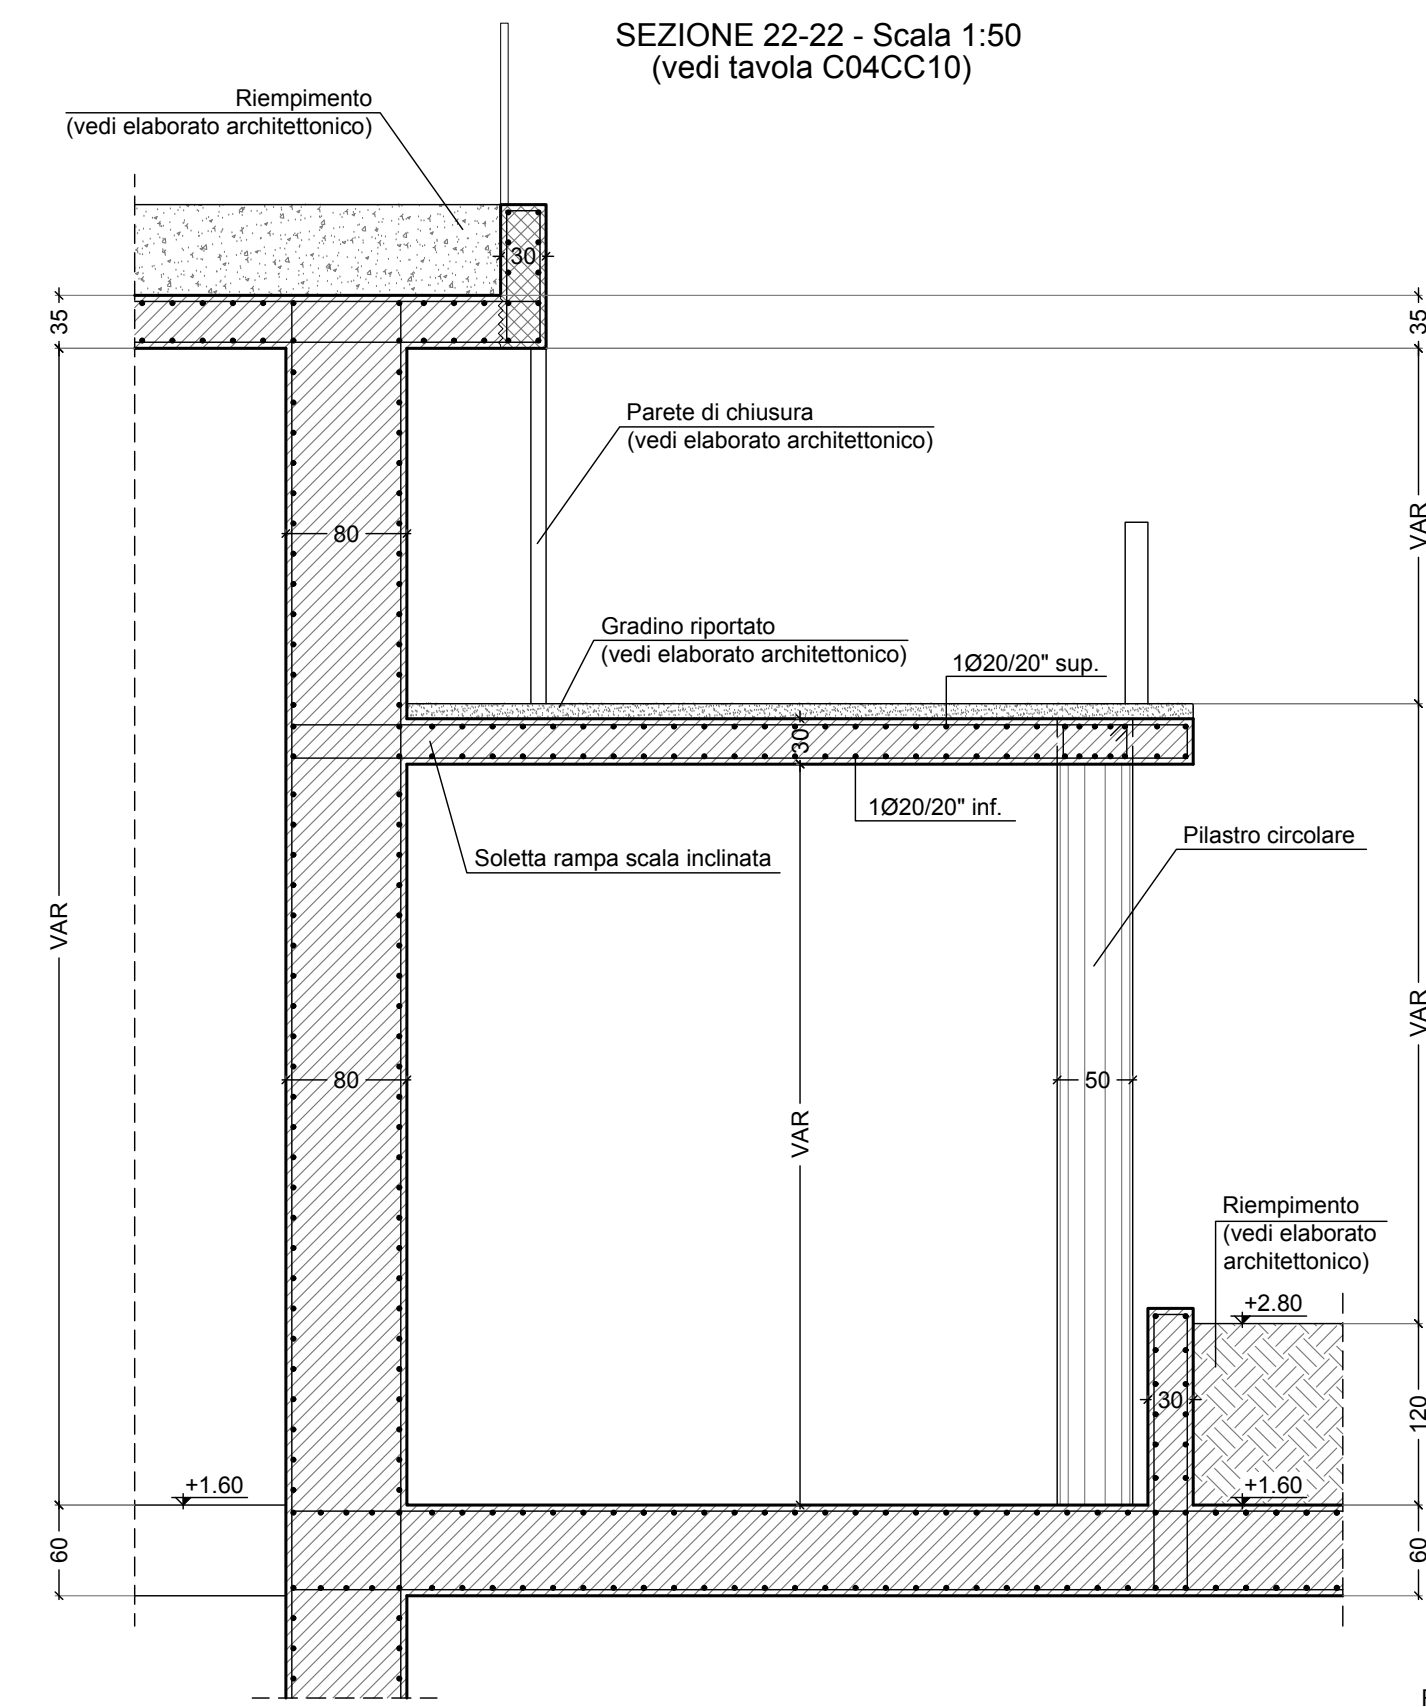 SEZIONE 22-22 - Scala 1:50
(vedi tavola C04CC10)
Riempimento
(vedi elaborato architettonico)
30
35
35
Parete di chiusura
(vedi elaborato architettonico)
VAR
80
Gradino riportato
(vedi elaborato architettonico)
1Ø20/20" sup.
30
1Ø20/20" inf.
Pilastro circolare
Soletta rampa scala inclinata
VAR
VAR
80
50
VAR
Riempimento
(vedi elaborato
architettonico)
+2.80
30
120
+1.60
+1.60
60
60